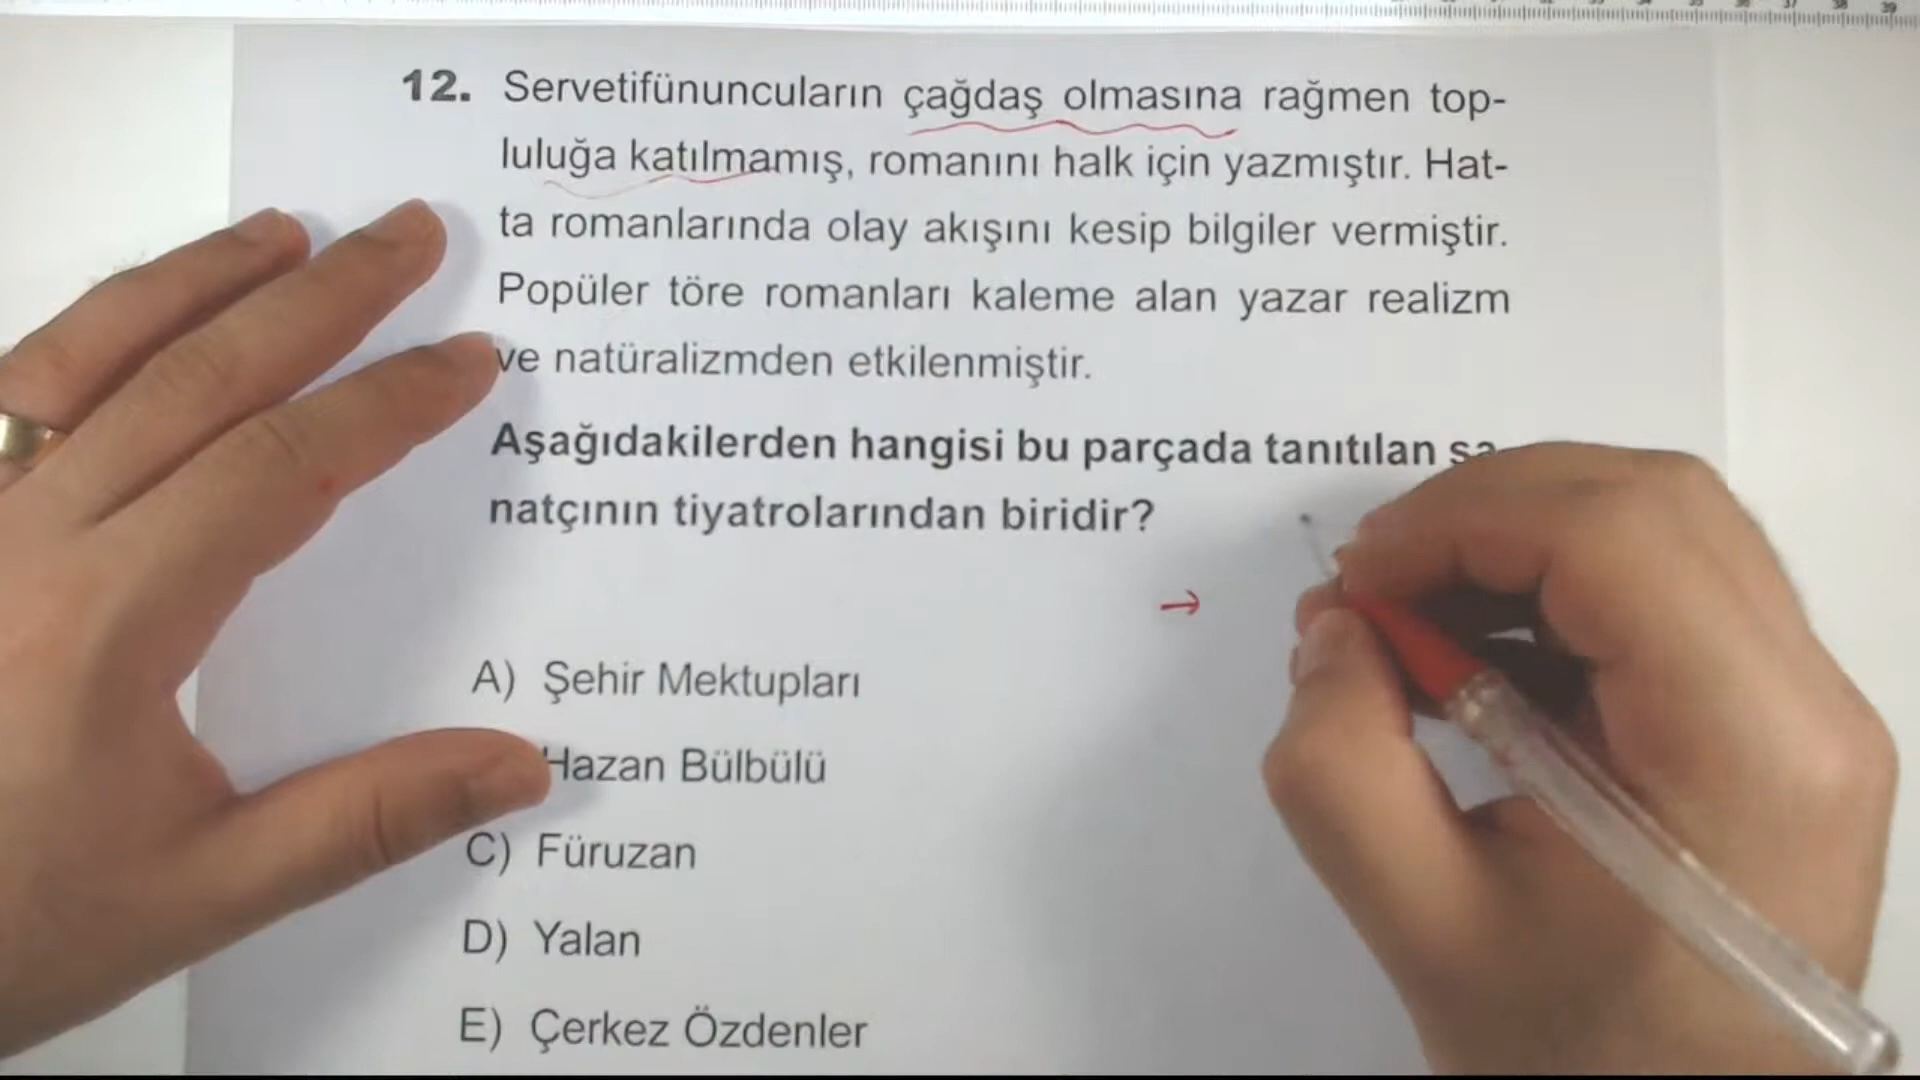 12. Servetifünuncuların çağdaş olmasına rağmen top-
luluğa katılmamış, romanını halk için yazmıştır. Hat-
ta romanlarında olay akışını kesip bilgiler vermiştir.
Popüler töre romanları kaleme alan yazar realizm
ve natüralizmden etkilenmiştir.
Aşağıdakilerden hangisi bu parçada tanıtılan sa
natçının tiyatrolarından biridir?
→
A) Şehir Mektupları
Hazan Bülbülü
C) Füruzan
D) Yalan
E) Çerkez Özdenler